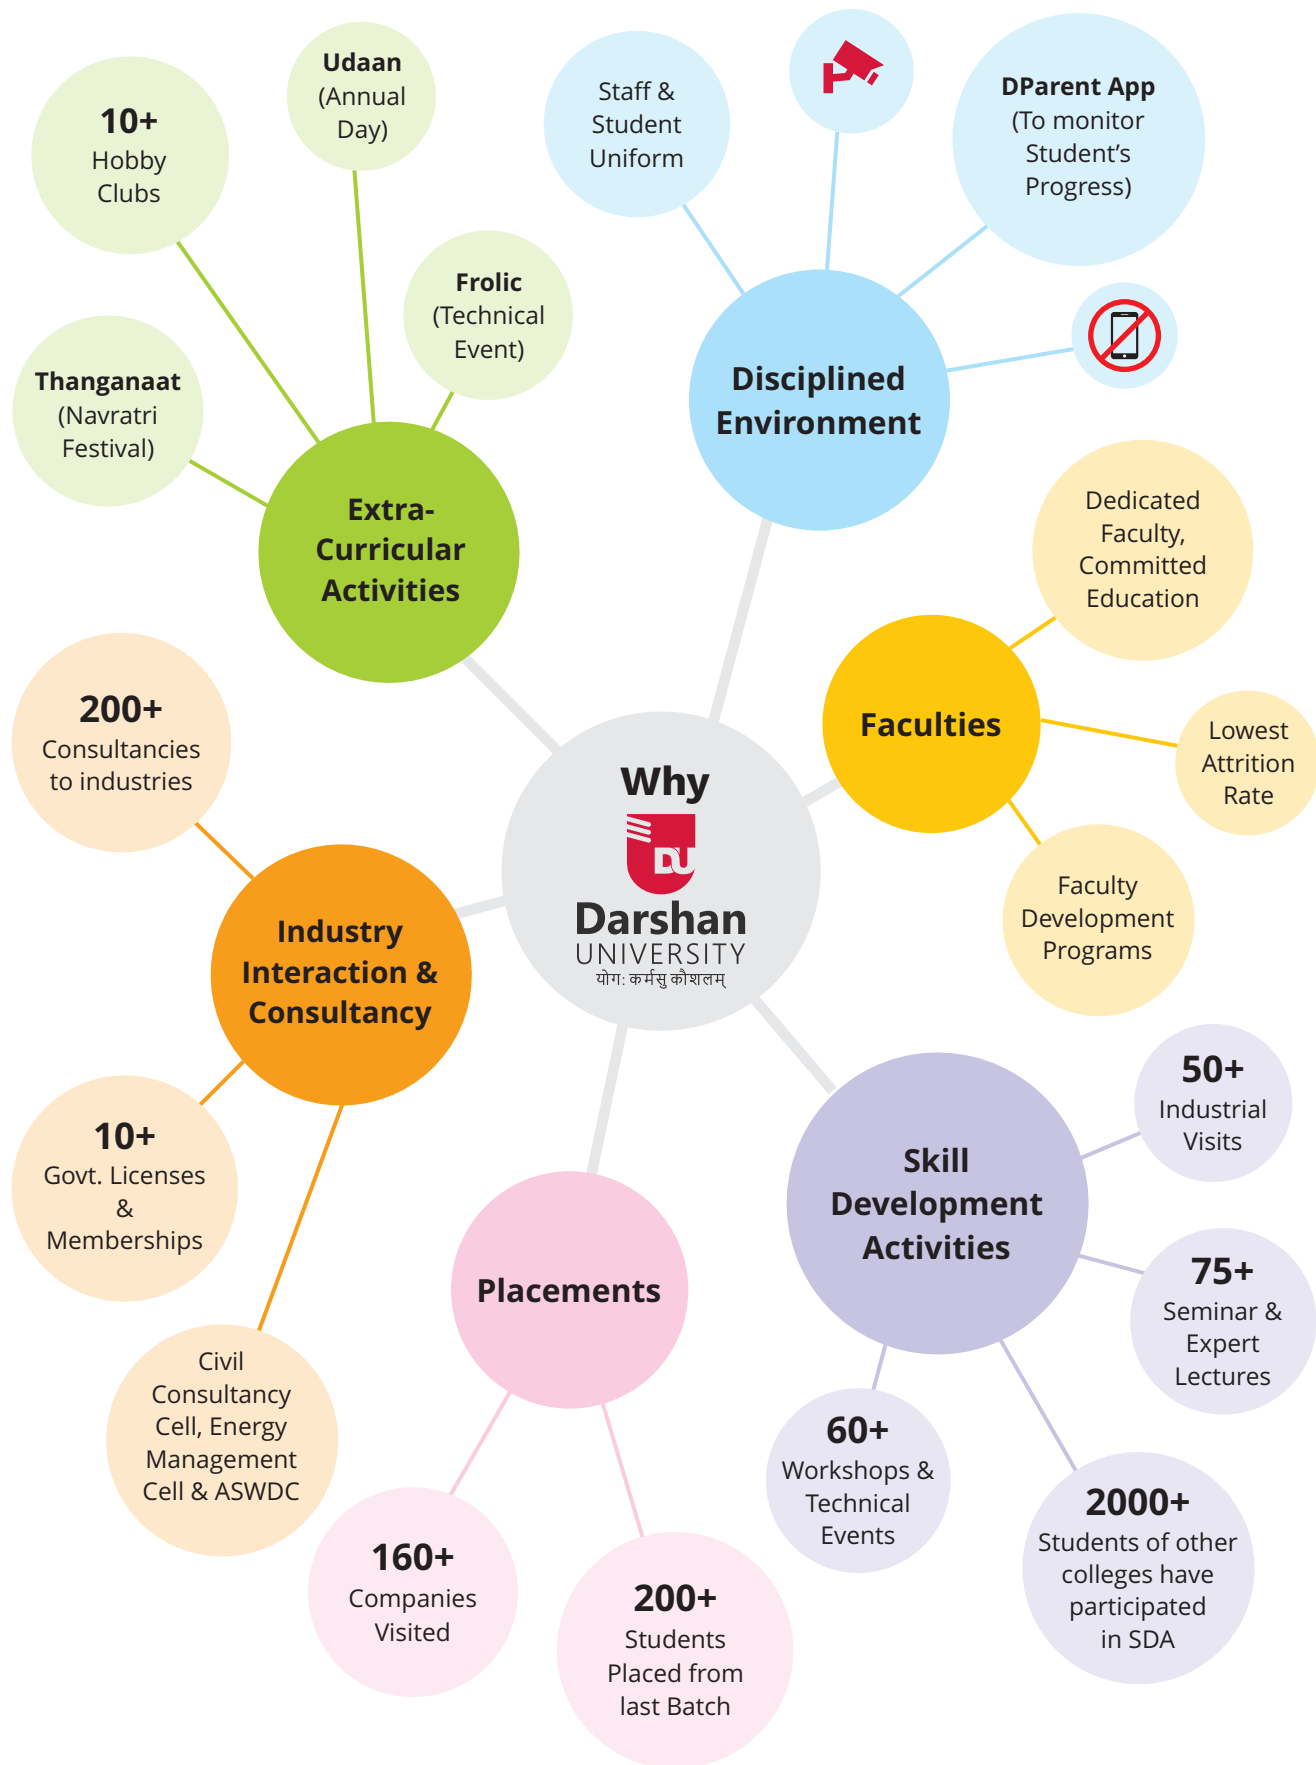 Udaan
(Annual
Day)
10+
Hobby
Clubs
Frolic
(Technical
Event)
Thanganaat
(Navratri
Festival)
Extra-
Curricular
Activities
Staff &
Student
Uniform
DParent App
(To monitor
Student’s
Progress)
Disciplined
Environment
Dedicated
Faculty,
Committed
Education
Faculties
Lowest
Attrition
Rate
Faculty
Development
Programs
Why
DU
Darshan
UNIVERSITY
योग: कर्मसु कौशलम्
200+
Consultancies
to industries
Industry
Interaction &
Consultancy
10+
Govt. Licenses
&
Memberships
Civil
Consultancy
Cell, Energy
Management
Cell & ASWDC
Placements
160+
Companies
Visited
200+
Students
Placed from
last Batch
Skill
Development
Activities
50+
Industrial
Visits
75+
Seminar &
Expert
Lectures
60+
Workshops &
Technical
Events
2000+
Students of other
colleges have
participated
in SDA